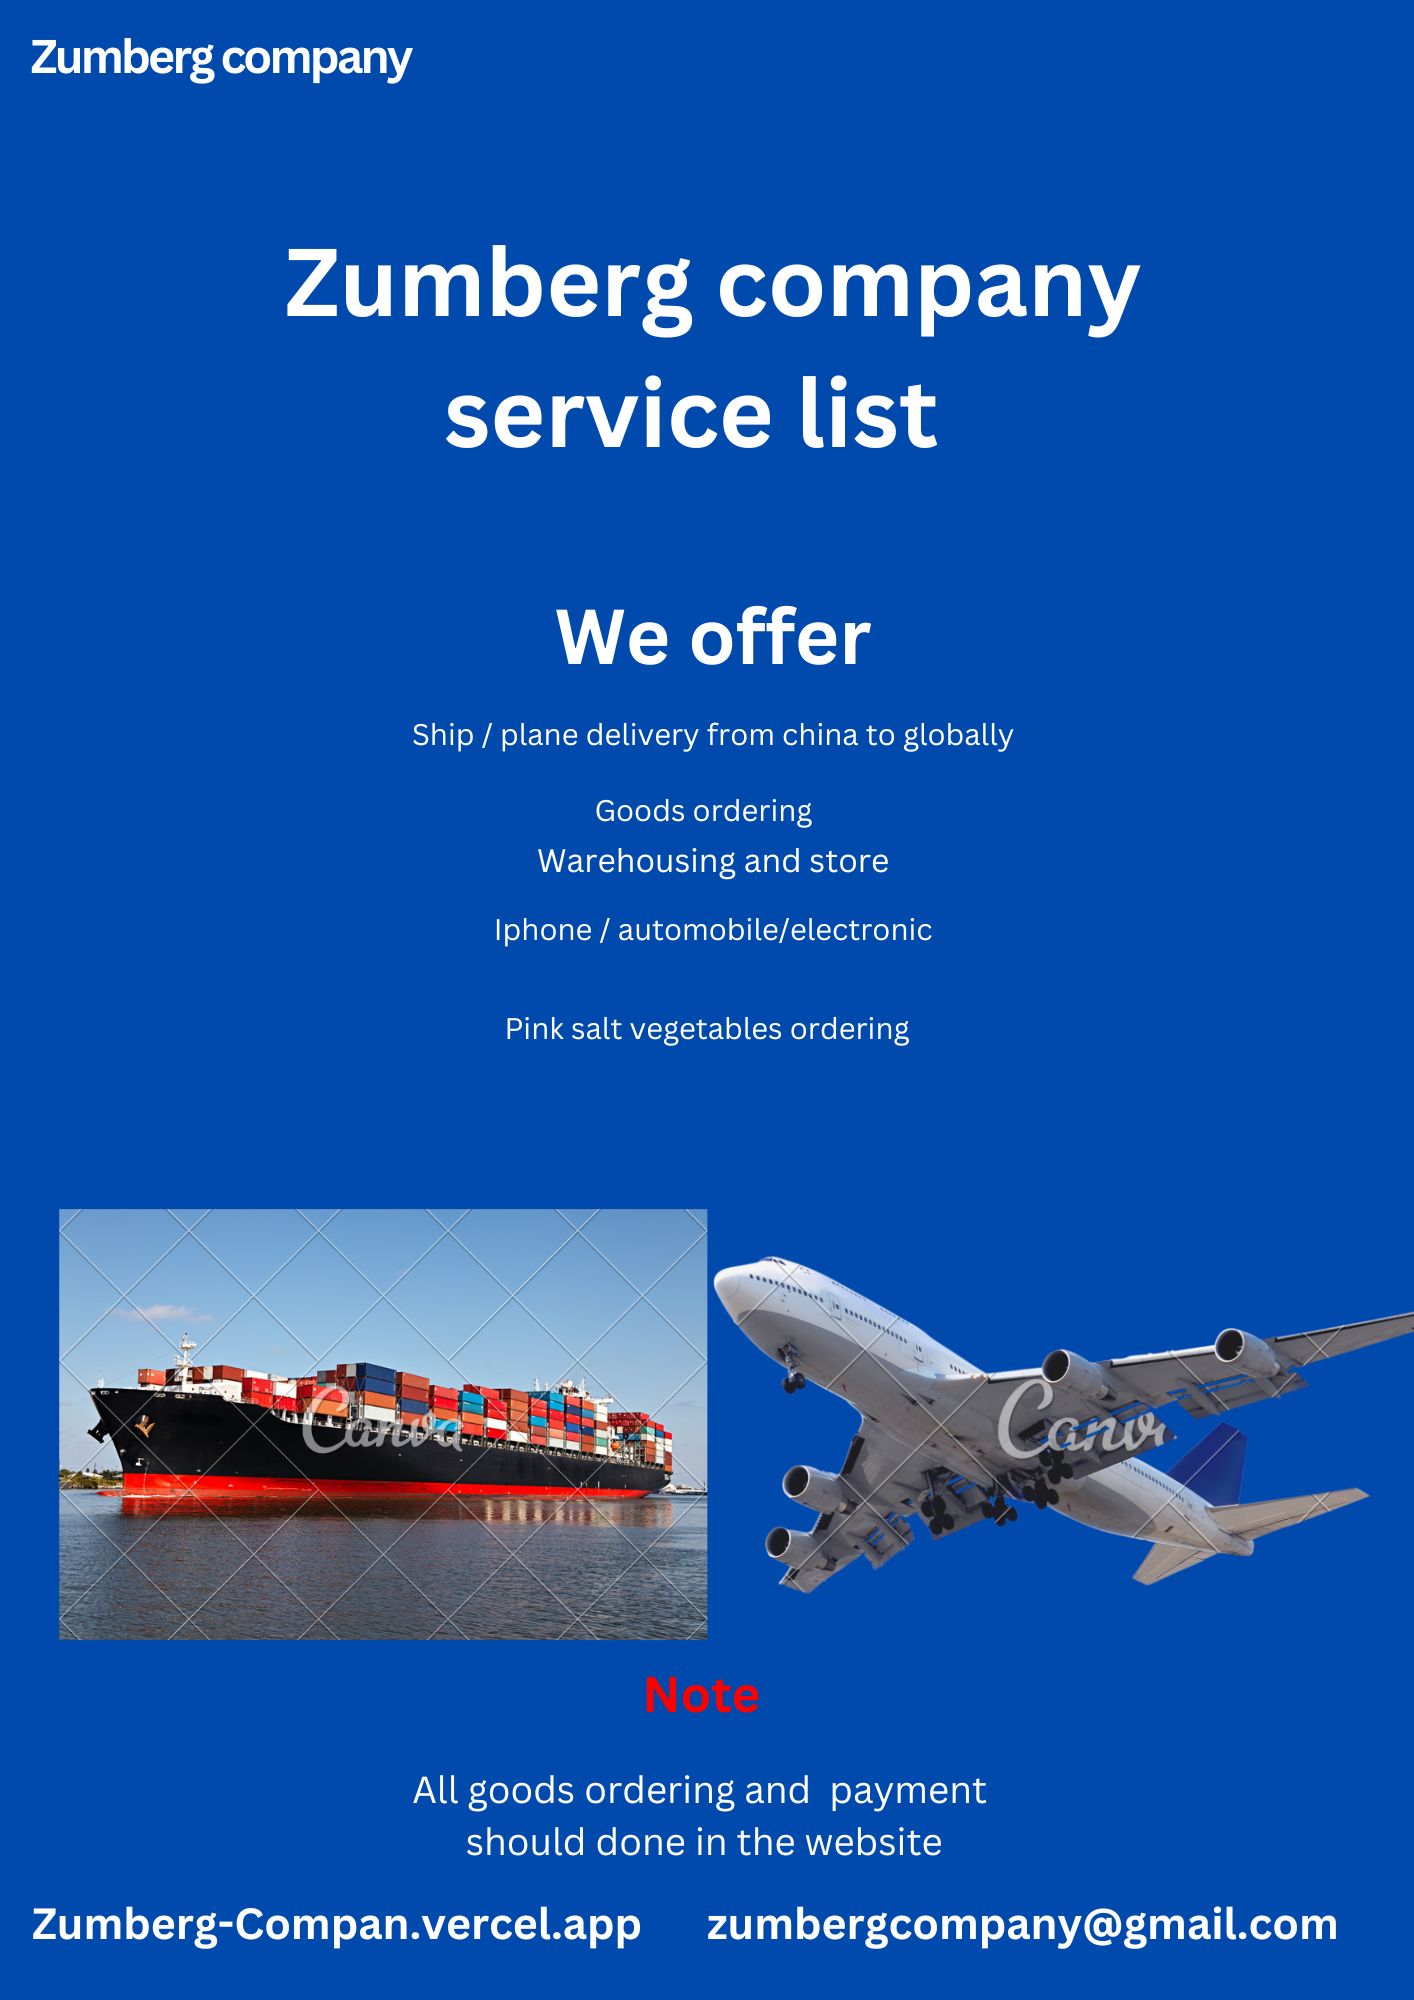 Zumberg company
Zumberg company
service list
We offer
Ship / plane delivery from china to globally
Goods ordering
Warehousing and store
Iphone / automobile/electronic
Pink salt vegetables ordering
Canva
Canva
Note
All goods ordering and  payment
should done in the website
Zumberg-Compan.vercel.app
zumbergcompany@gmail.com